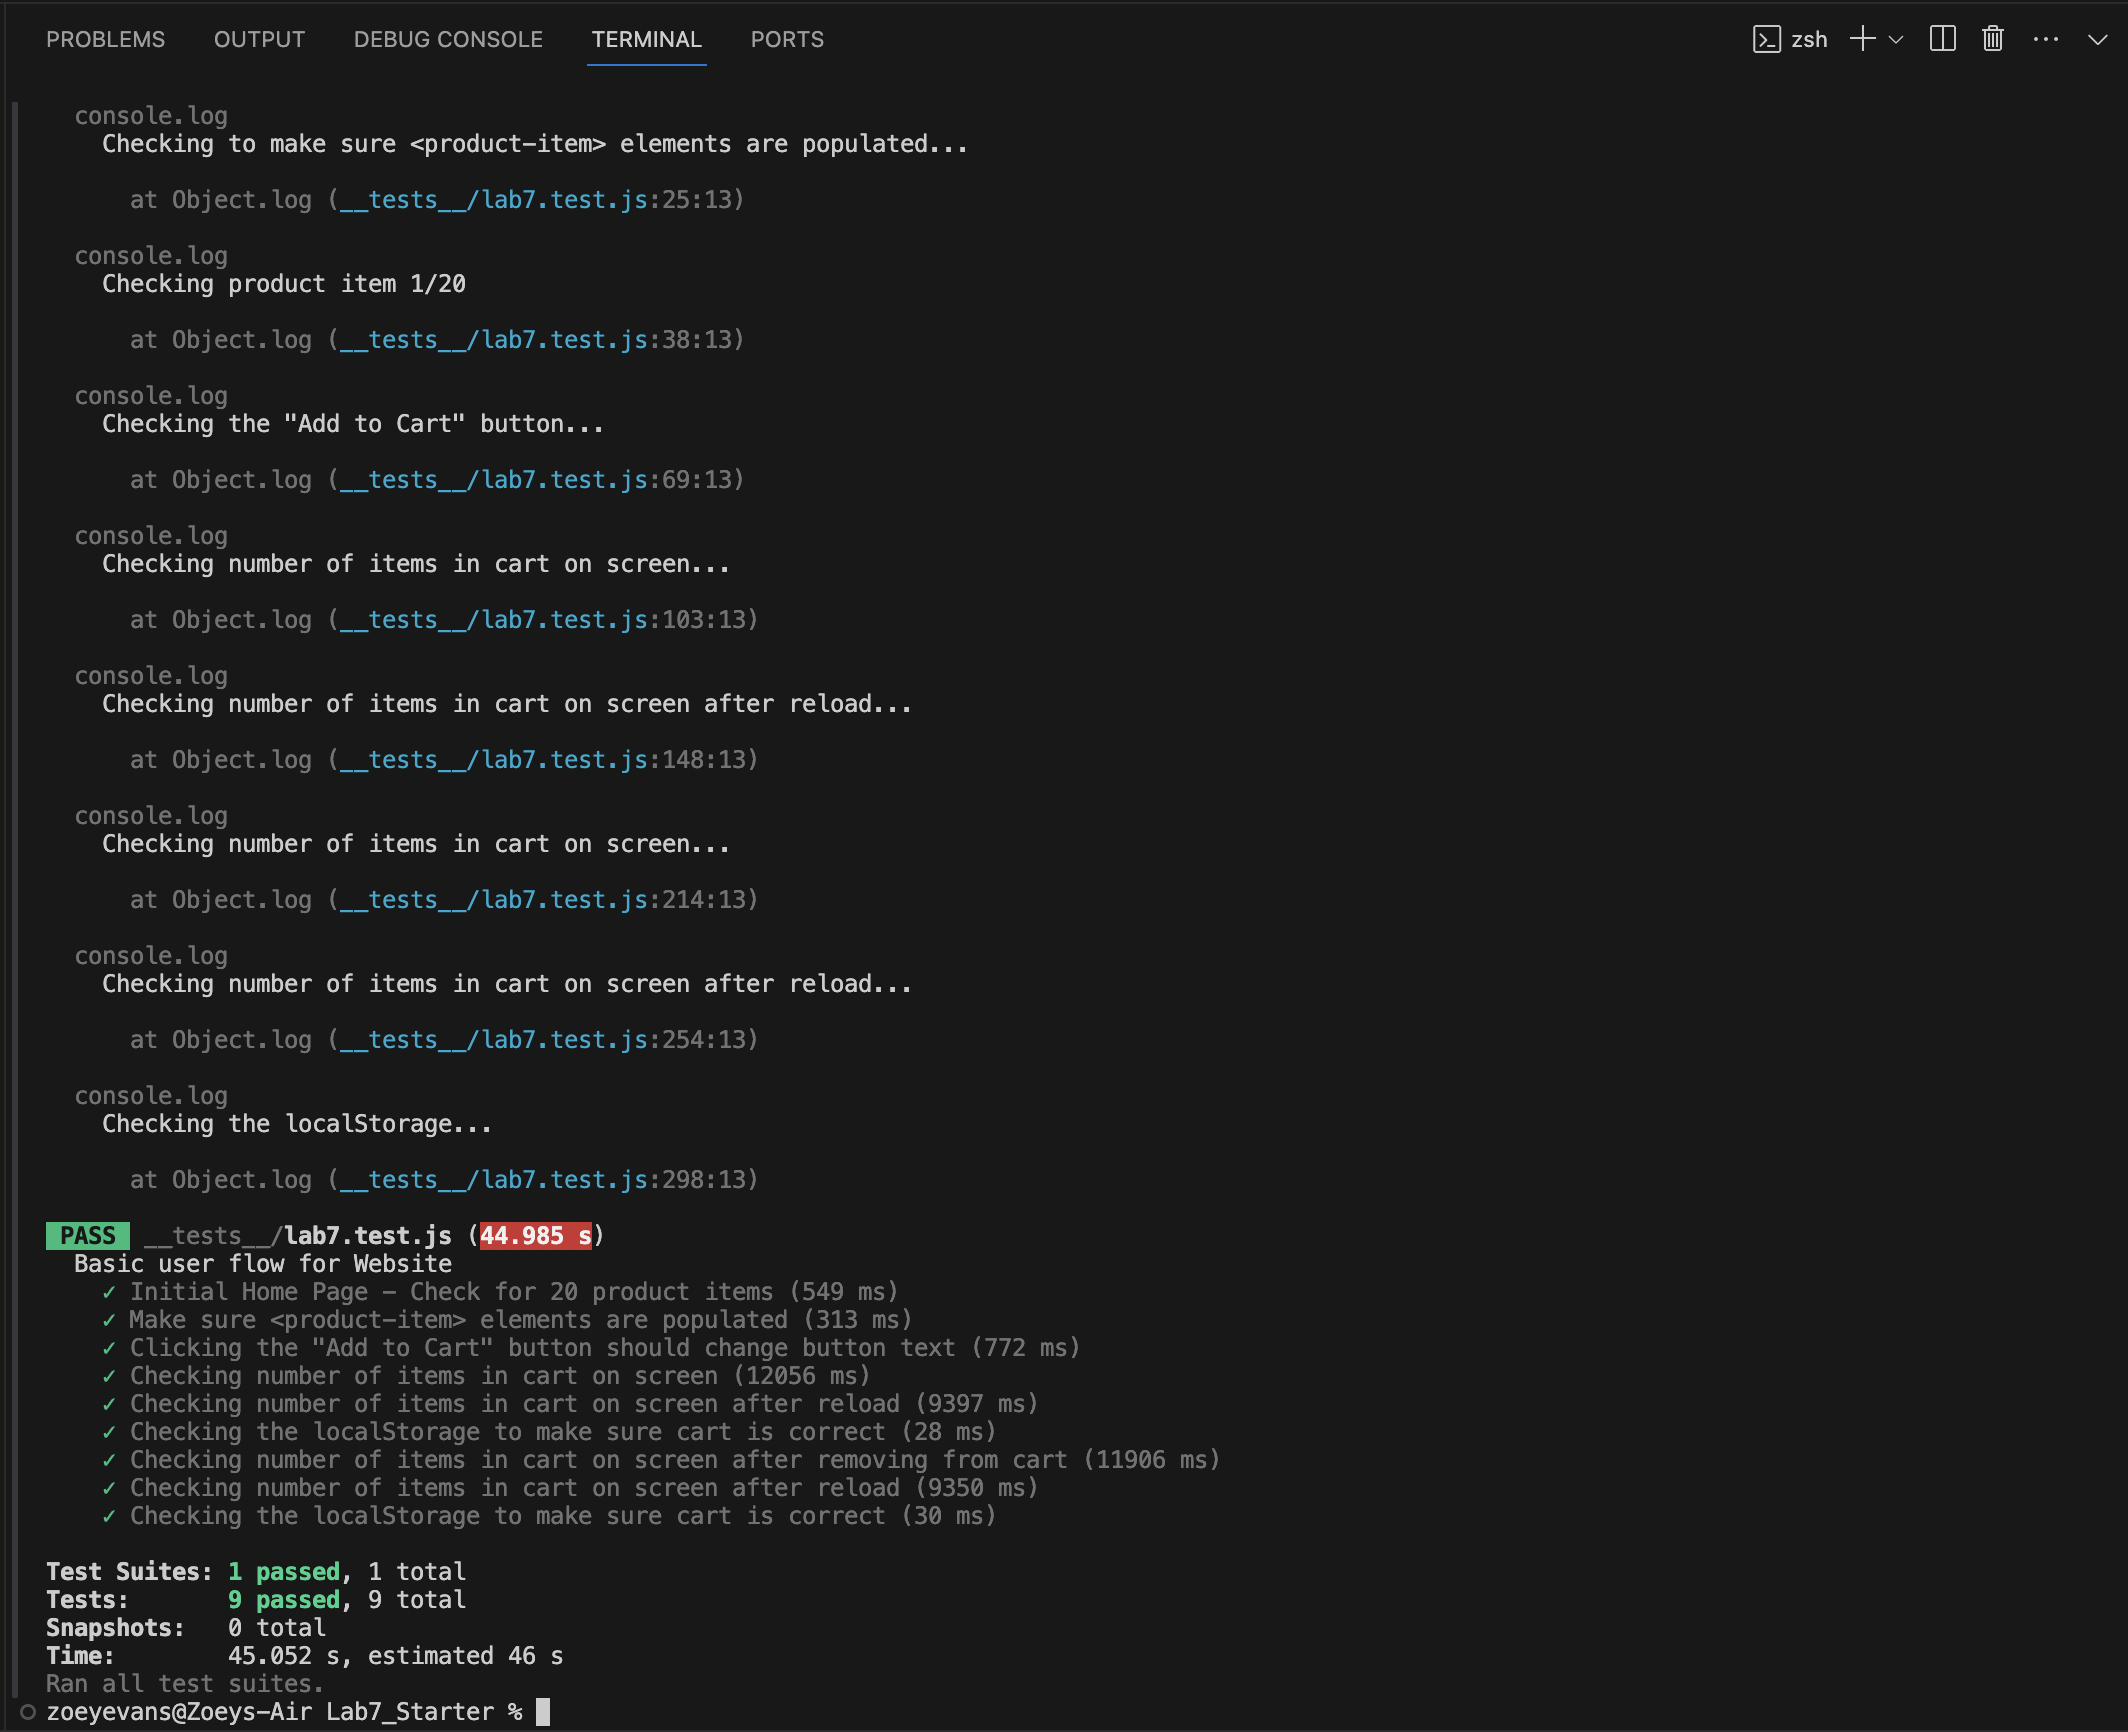 PROBLEMS OUTPUT DEBUG CONSOLE TERMINAL PORTS zsh
console.log
Checking to make sure <product-item> elements are populated...
at Object.log (__tests__/lab7.test.js:25:13)
console.log
Checking product item 1/20
at Object.log (__tests__/lab7.test.js:38:13)
console.log
Checking the "Add to Cart" button...
at Object.log (__tests__/lab7.test.js:69:13)
console.log
Checking number of items in cart on screen...
at Object.log (__tests__/lab7.test.js:103:13)
console.log
Checking number of items in cart on screen after reload...
at Object.log (__tests__/lab7.test.js:148:13)
console.log
Checking number of items in cart on screen...
at Object.log (__tests__/lab7.test.js:214:13)
console.log
Checking number of items in cart on screen after reload...
at Object.log (__tests__/lab7.test.js:254:13)
console.log
Checking the localStorage...
at Object.log (__tests__/lab7.test.js:298:13)
PASS __tests__/lab7.test.js (44.985 s)
Basic user flow for Website
✓ Initial Home Page – Check for 20 product items (549 ms)
✓ Make sure <product-item> elements are populated (313 ms)
✓ Clicking the "Add to Cart" button should change button text (772 ms)
✓ Checking number of items in cart on screen (12056 ms)
✓ Checking number of items in cart on screen after reload (9397 ms)
✓ Checking the localStorage to make sure cart is correct (28 ms)
✓ Checking number of items in cart on screen after removing from cart (11906 ms)
✓ Checking number of items in cart on screen after reload (9350 ms)
✓ Checking the localStorage to make sure cart is correct (30 ms)
Test Suites: 1 passed, 1 total
Tests: 9 passed, 9 total
Snapshots: 0 total
Time: 45.052 s, estimated 46 s
Ran all test suites.
zoeyevans@Zoeys-Air Lab7_Starter %